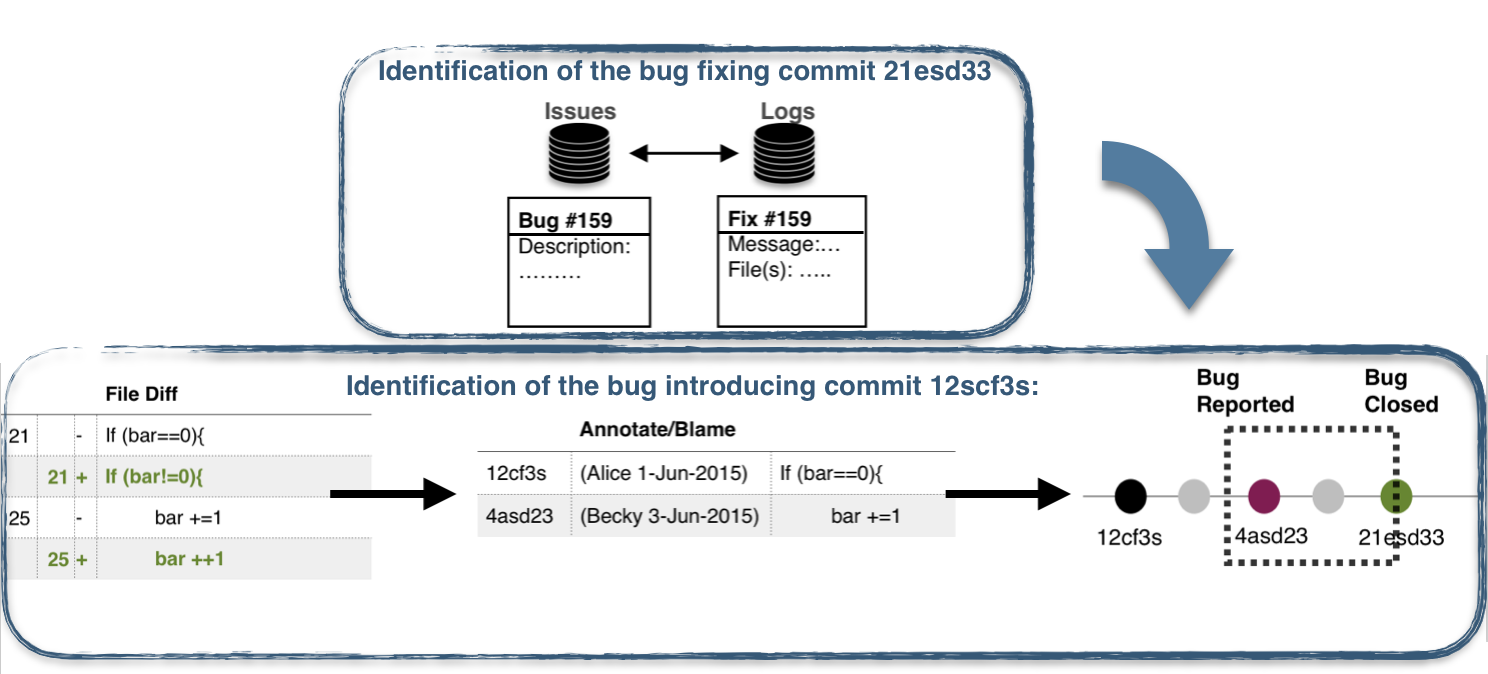 Identification of the bug fixing commit 21esd33
Issues
Logs
Bug #159
Description:
………
Fix #159
Message:…
File(s): …..
Identification of the bug introducing commit 12scf3s:
File Diff
21 - If (bar==0){
21 + If (bar!=0){
25 - bar +=1
25 + bar ++1
Annotate/Blame
12cf3s (Alice 1-Jun-2015) If (bar==0){
4asd23 (Becky 3-Jun-2015) bar +=1
Bug
Reported
Bug
Closed
12cf3s
4asd23
21esd33